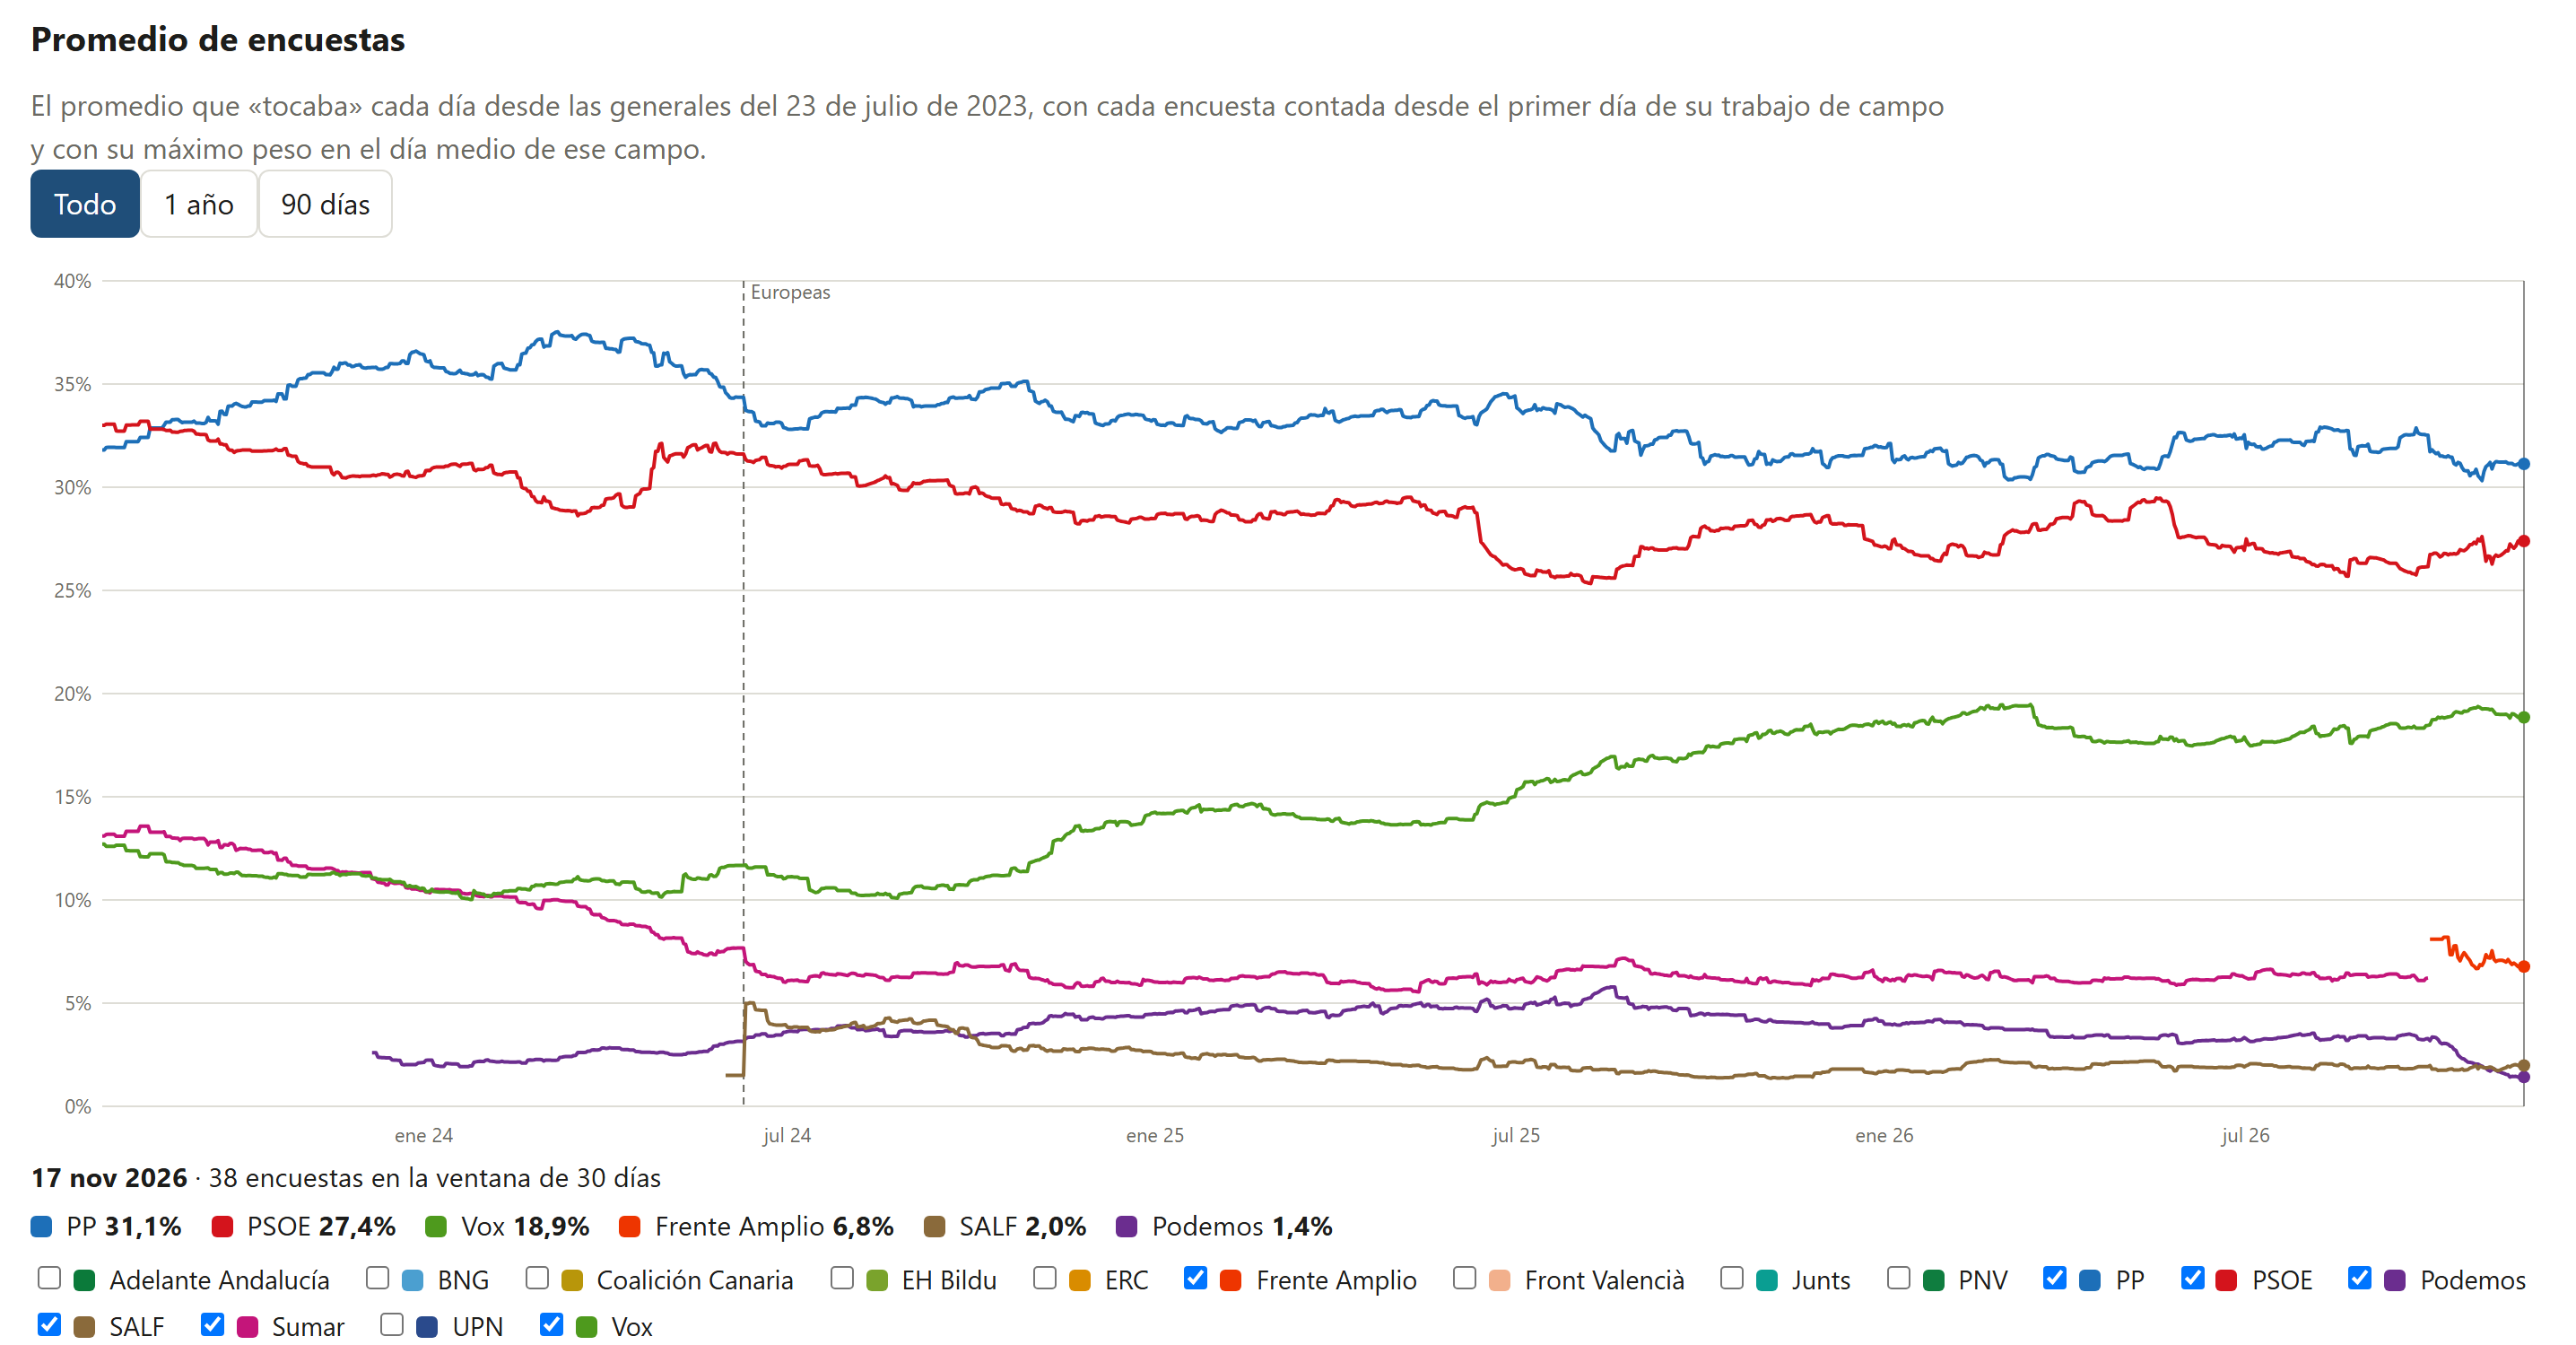 Promedio de encuestas
El promedio que «tocaba» cada día desde las generales del 23 de julio de 2023, con cada encuesta contada desde el primer día de su trabajo de campo
y con su máximo peso en el día medio de ese campo.
Todo 1 año 90 días
40%
Europeas
35%
30%
25%
20%
15%
10%
5%
0%
ene 24 jul 24 ene 25 jul 25 ene 26 jul 26
17 nov 2026 · 38 encuestas en la ventana de 30 días
PP 31,1% PSOE 27,4% Vox 18,9% Frente Amplio 6,8% SALF 2,0% Podemos 1,4%
Adelante Andalucía BNG Coalición Canaria EH Bildu ERC Frente Amplio Front Valencià Junts PNV PP PSOE Podemos
SALF Sumar UPN Vox